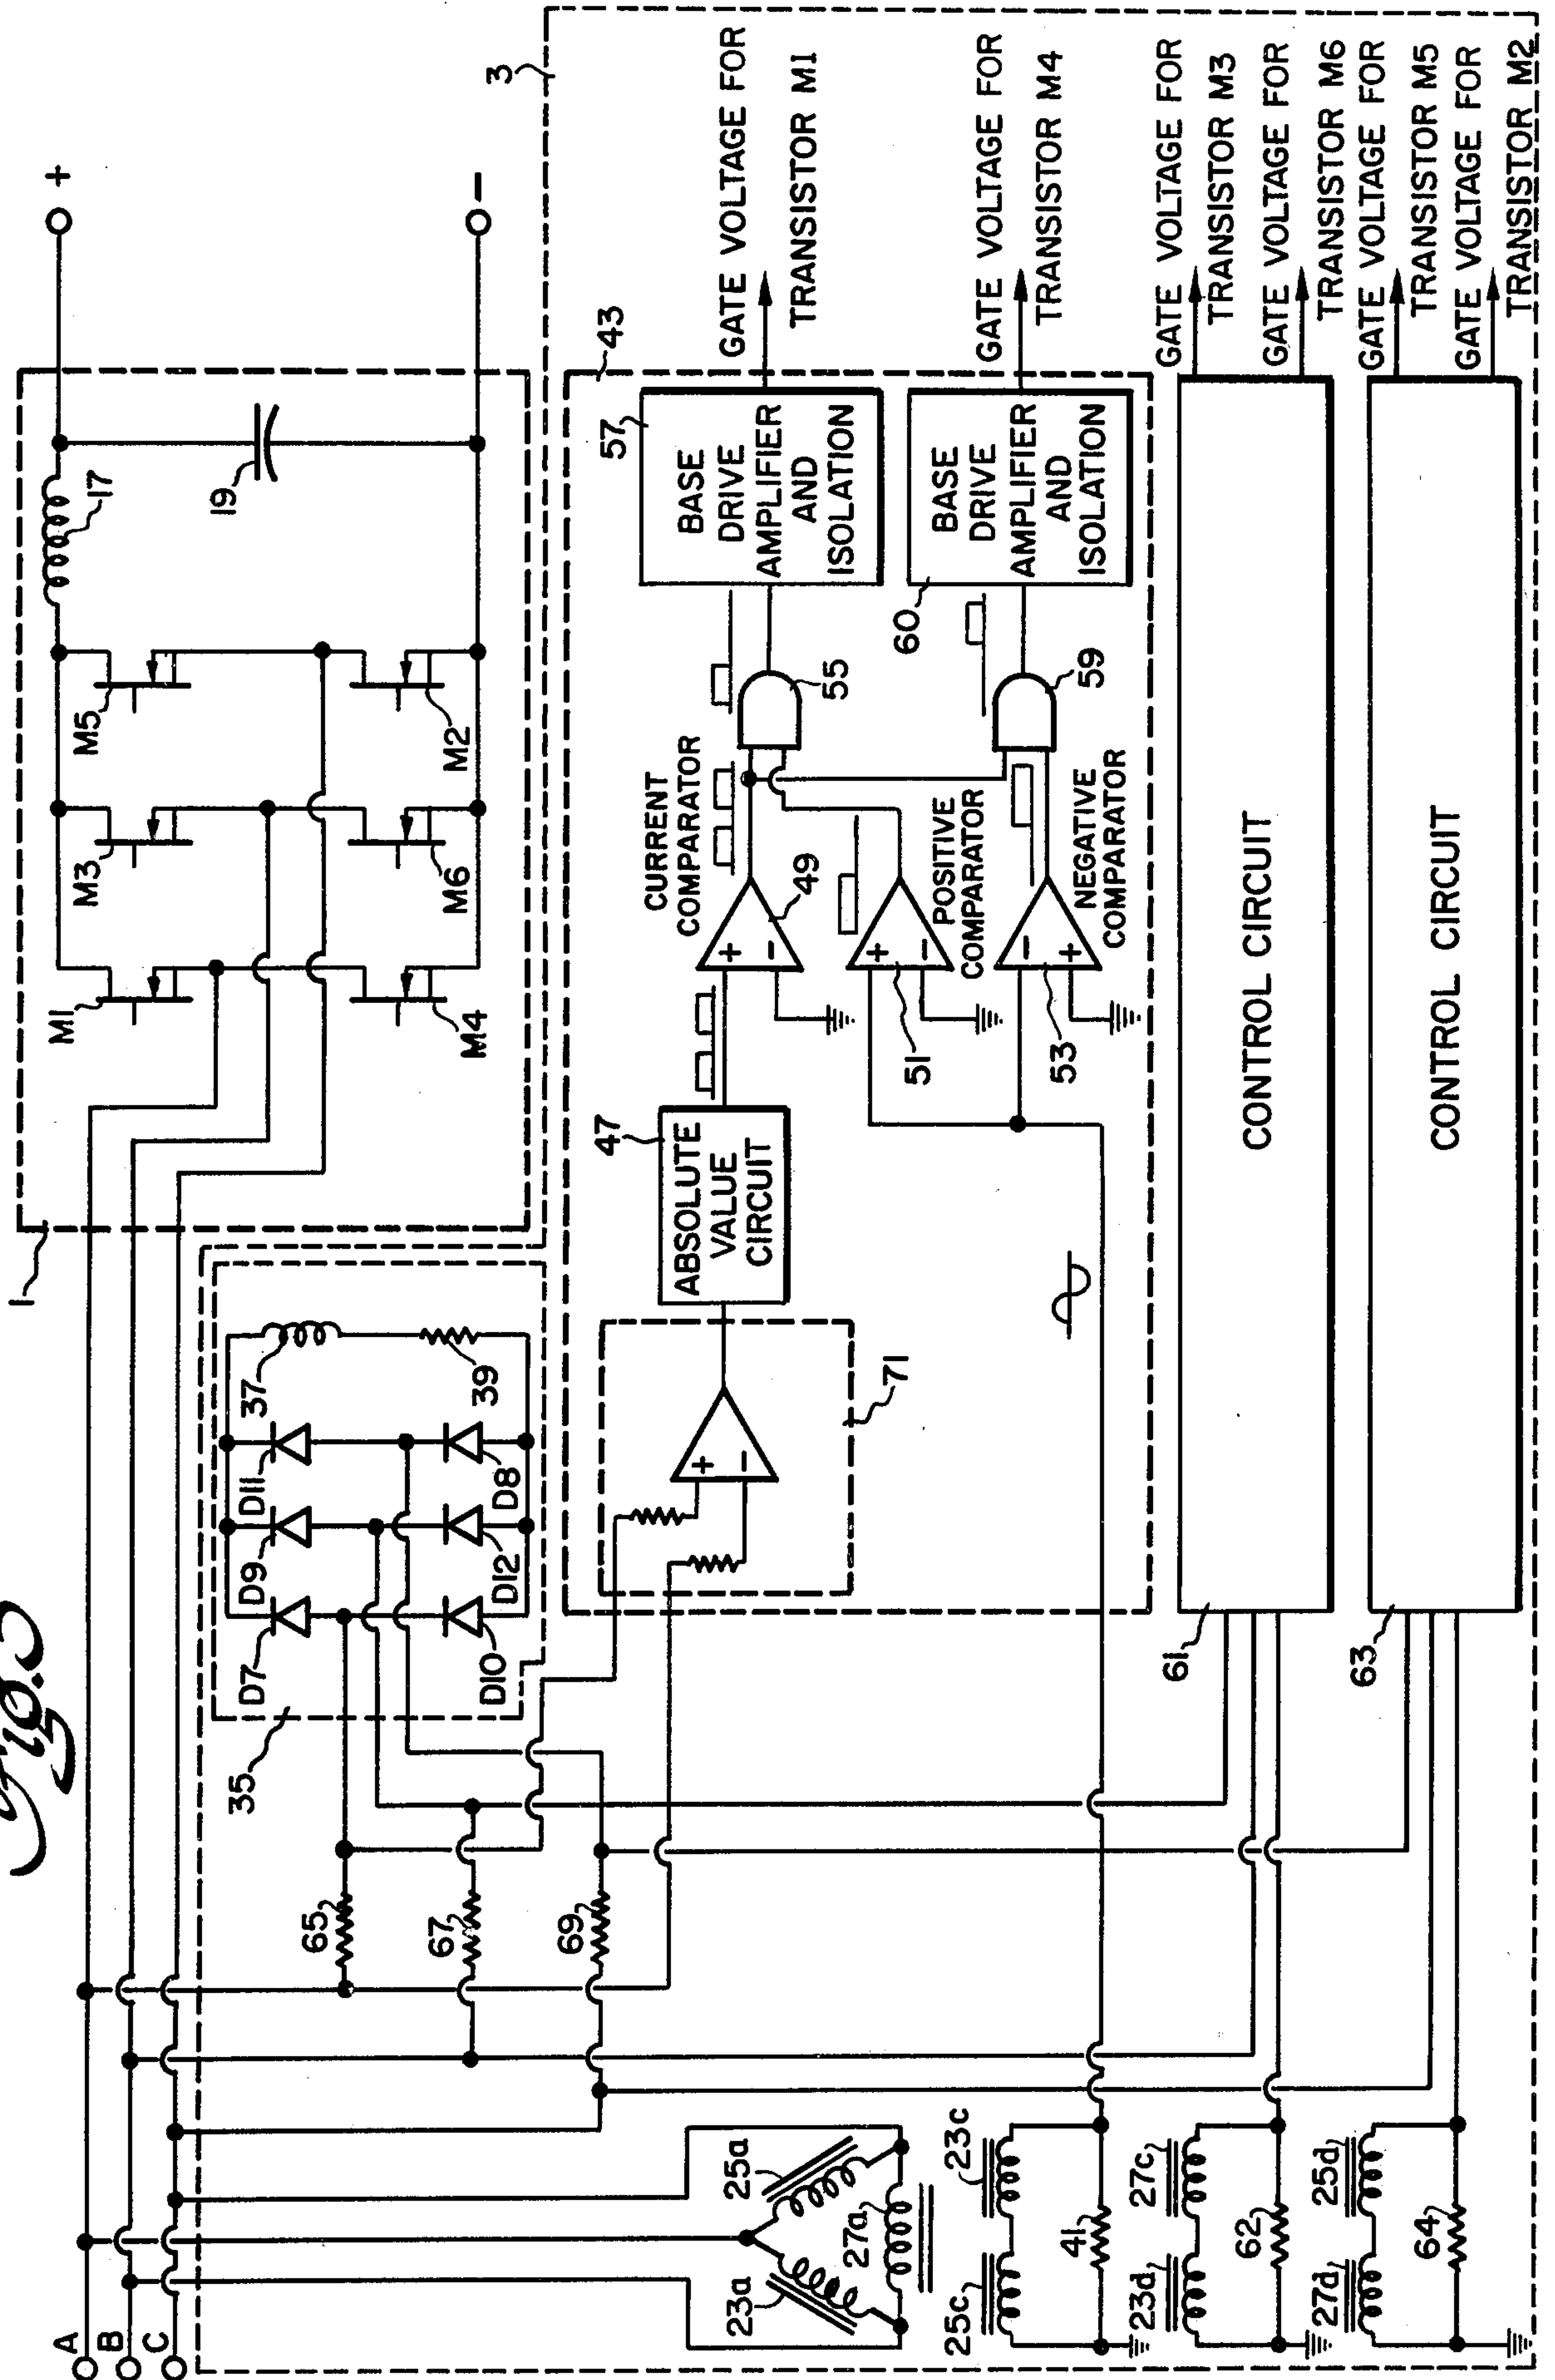 Fig. 3
A
B
C
1
M1
M3
M5
17
+
19
-
M4
M6
M2
3
35
D7
D9
D11
37
D10
D12
D8
39
65
67
69
43
47
ABSOLUTE
VALUE
CIRCUIT
71
+
-
CURRENT
COMPARATOR
+
-
49
+
-
51
POSITIVE
COMPARATOR
-
+
53
NEGATIVE
COMPARATOR
55
59
57
BASE
DRIVE
AMPLIFIER
AND
ISOLATION
60
BASE
DRIVE
AMPLIFIER
AND
ISOLATION
GATE VOLTAGE FOR
TRANSISTOR M1
GATE VOLTAGE FOR
TRANSISTOR M4
23a
25a
27a
25c
23c
41
23d
27c
62
27d
25d
64
61
CONTROL CIRCUIT
GATE VOLTAGE FOR
TRANSISTOR M3
GATE VOLTAGE FOR
TRANSISTOR M6
63
CONTROL CIRCUIT
GATE VOLTAGE FOR
TRANSISTOR M5
GATE VOLTAGE FOR
TRANSISTOR M2